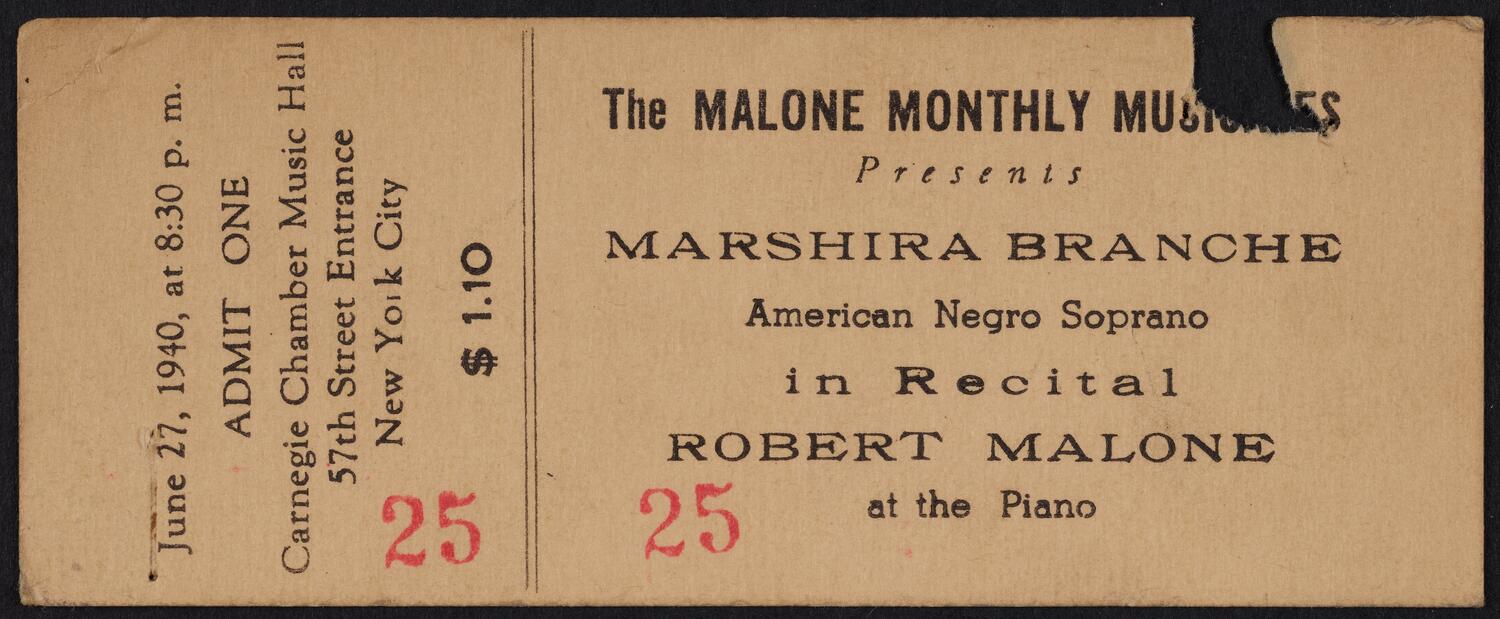 June 27, 1940, at 8:30 p. m.
ADMIT ONE
Carnegie Chamber Music Hall
57th Street Entrance
New York City
$ 1.10
25
The MALONE MONTHLY
Presents
MARSHIRA BRANCHE
American Negro Soprano
in Recital
ROBERT MALONE
at the Piano
25